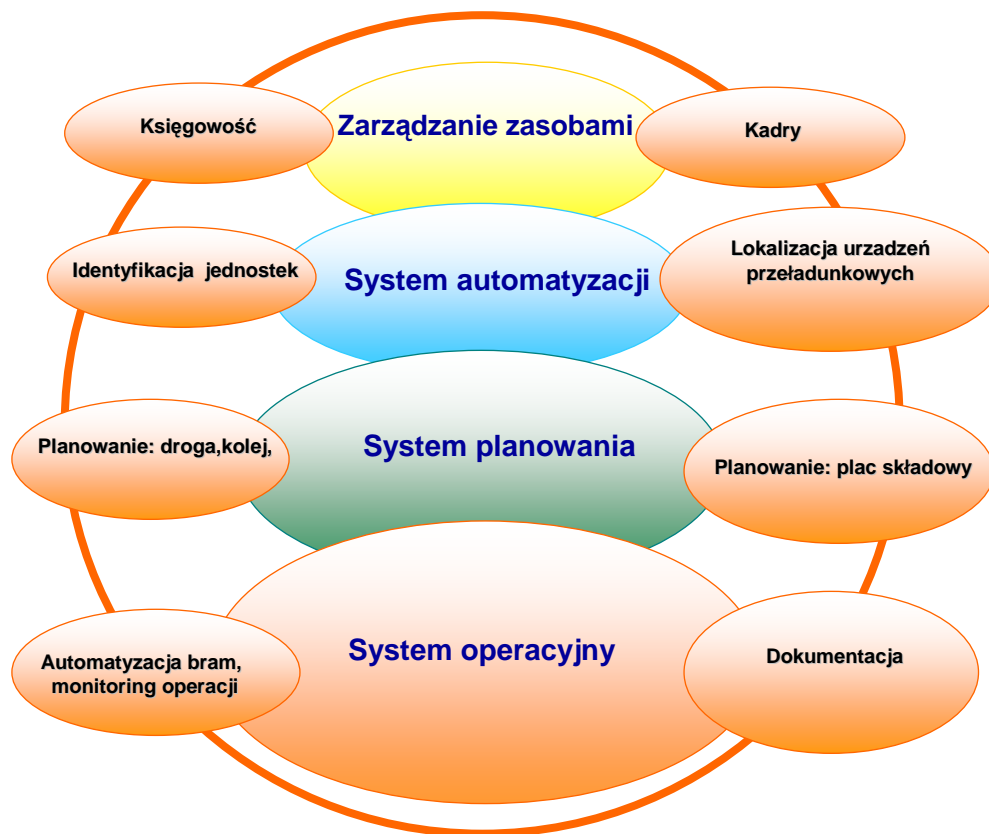 Księgowość
Zarządzanie zasobami
Kadry
Identyfikacja jednostek
System automatyzacji
Lokalizacja urzadzeń
przeładunkowych
Planowanie: droga,kolej,
System planowania
Planowanie: plac składowy
Automatyzacja bram,
monitoring operacji
System operacyjny
Dokumentacja